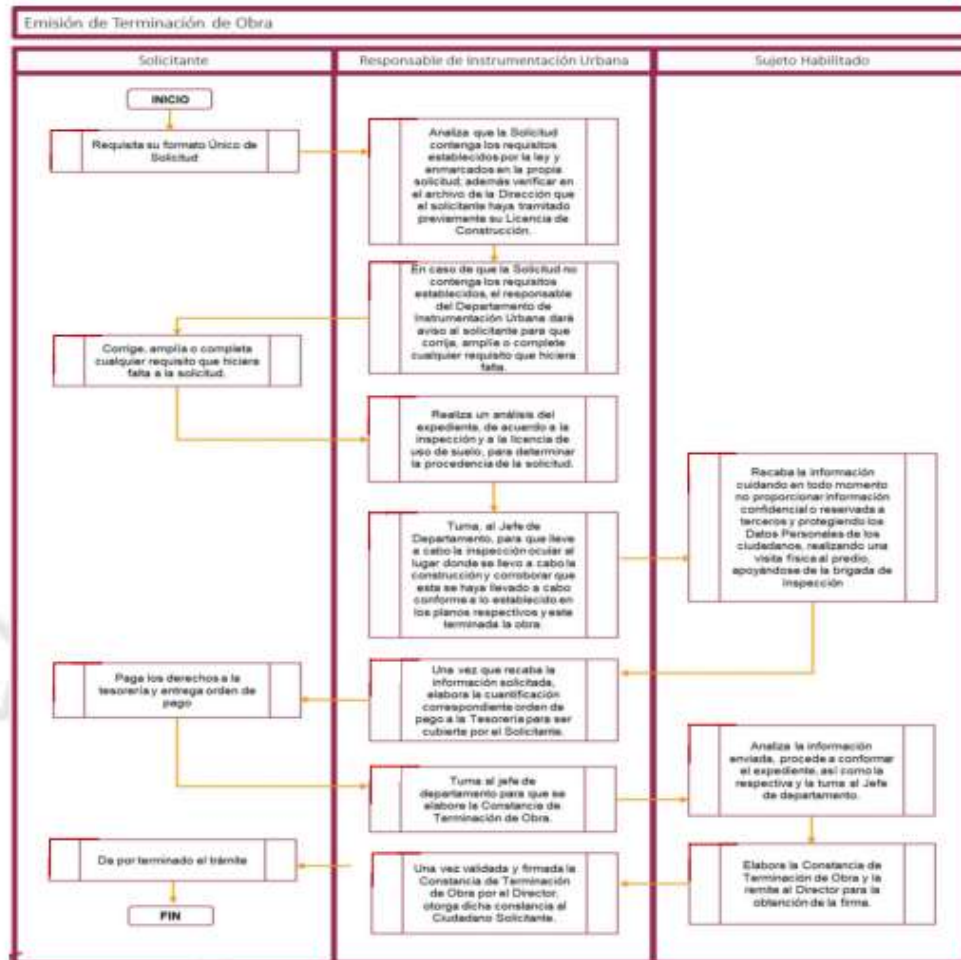 Emisión de Terminación de Obra
Solicitante
Responsable de Instrumentación Urbana
Sujeto Habilitado
INICIO
Requisita su formato Único de
Solicitud
Analiza que la Solicitud
contenga los requisitos
establecidos por la ley y
enmarcados en la propia
solicitud, además verificar en
el archivo de la Dirección que
el solicitante haya tramitado
previamente su Licencia de
Construcción.
En caso de que la Solicitud no
contenga los requisitos
establecidos, el responsable
del Departamento de
Instrumentación Urbana dará
aviso al solicitante para que
corrija, amplíe o complete
cualquier requisito que hiciera
falta.
Corrige, amplia o completa
cualquier requisito que hiciera
falta a la solicitud.
Realiza un análisis del
expediente, de acuerdo a la
inspección y a la licencia de
uso de suelo, para determinar
la procedencia de la solicitud.
Turna, al Jefe de
Departamento, para que lleve
a cabo la inspección ocular al
lugar donde se llevo a cabo la
construcción y corroborar que
esta se haya llevado a cabo
conforme a lo establecido en
los planos respectivos y este
terminada la obra
Recaba la información
cuidando en todo momento
no proporcionar información
confidencial o reservada a
terceros y protegiendo los
Datos Personales de los
ciudadanos, realizando una
visita física al predio,
apoyándose de la brigada de
Inspección
Una vez que recaba la
información solicitada,
elabora la cuantificación
correspondiente orden de
pago a la Tesorería para ser
cubierta por el Solicitante.
Paga los derechos a la
tesorería y entrega orden de
pago
Turna al jefe de
departamento para que se
elabore la Constancia de
Terminación de Obra.
Analiza la información
enviada, procede a conformar
el expediente, así como la
respectiva y la turna al Jefe
de departamento.
Elabora la Constancia de
Terminación de Obra y la
remite al Director para la
obtención de la firma.
Una vez validada y firmada la
Constancia de Terminación
de Obra por el Director,
otorga dicha constancia al
Ciudadano Solicitante.
Da por terminado el trámite
FIN